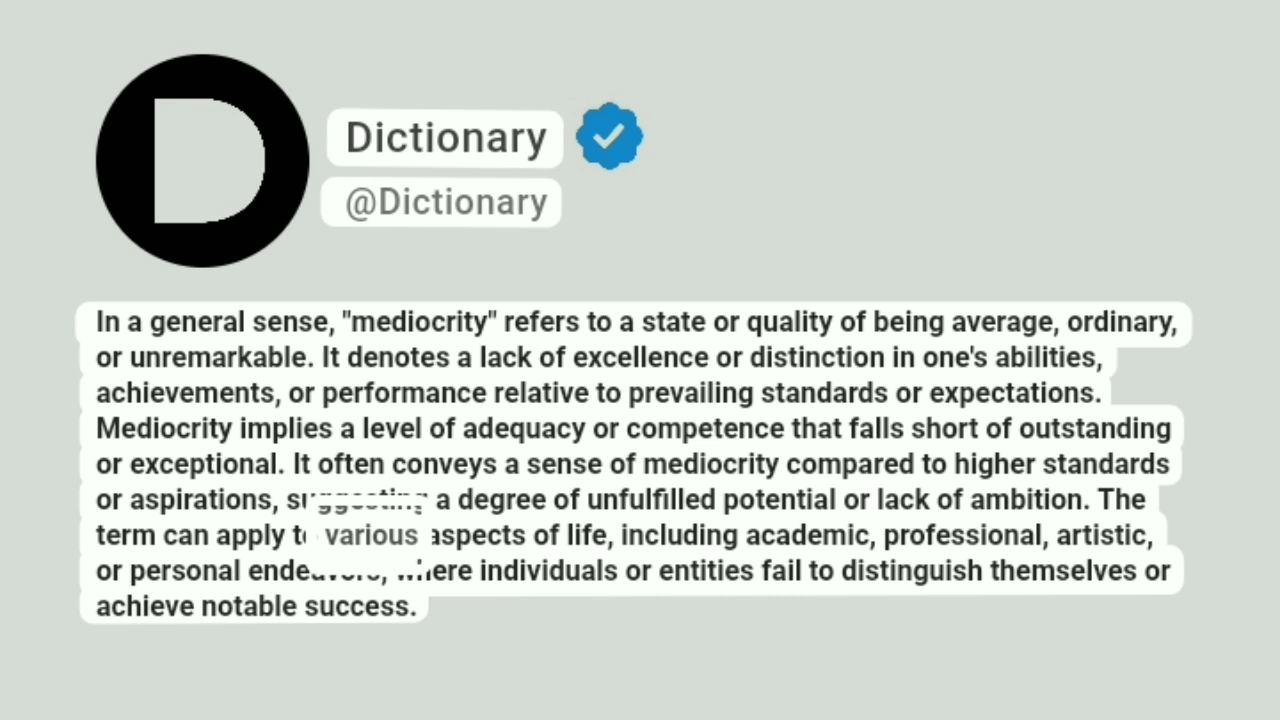 D
Dictionary
@Dictionary
In a general sense, "mediocrity" refers to a state or quality of being average, ordinary,
or unremarkable. It denotes a lack of excellence or distinction in one's abilities,
achievements, or performance relative to prevailing standards or expectations.
Mediocrity implies a level of adequacy or competence that falls short of outstanding
or exceptional. It often conveys a sense of mediocrity compared to higher standards
or aspirations, suggesting a degree of unfulfilled potential or lack of ambition. The
term can apply to various aspects of life, including academic, professional, artistic,
or personal endeavors, where individuals or entities fail to distinguish themselves or
achieve notable success.